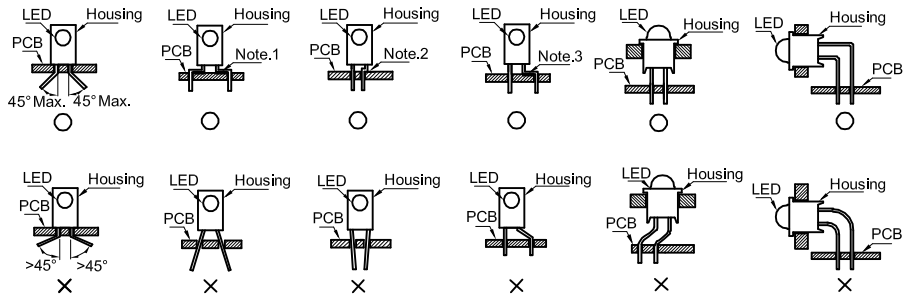 LED Housing
PCB
45° Max. 45° Max.
LED Housing
PCB Note.1
LED Housing
PCB Note.2
LED Housing
PCB Note.3
LED
Housing
PCB
Housing
LED
PCB
LED Housing
PCB
>45° >45°
LED Housing
PCB
LED Housing
PCB
LED Housing
PCB
LED Housing
PCB
Housing
LED
PCB